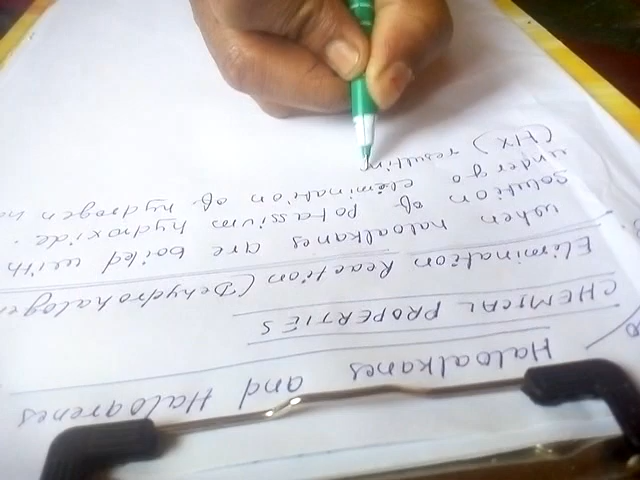 Haloalkanes and Haloarenes
CHEMICAL PROPERTIES
Elimination Reaction (Dehydrohalogen
when haloalkanes are boiled with
solution of potassium hydroxide.
undergo elimination of hydrogen ha
(HX) resultin